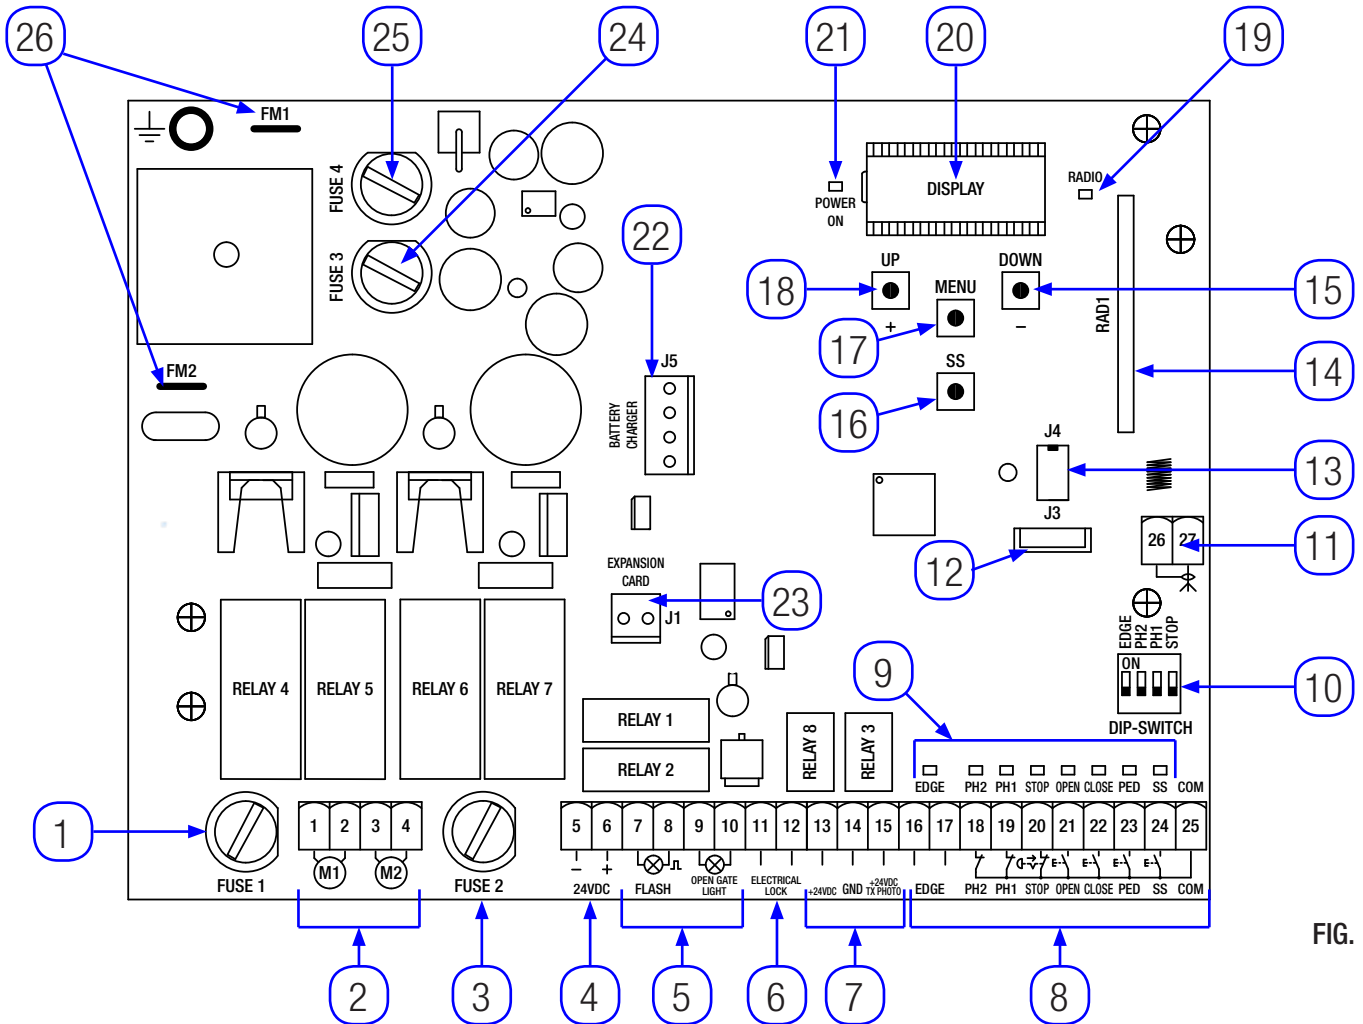 26
25
24
21
20
19
FM1
FUSE 4
RADIO
DISPLAY
POWER
ON
22
FUSE 3
UP
DOWN
18
MENU
15
+
−
RAD1
17
FM2
J5
SS
14
BATTERY
CHARGER
16
J4
13
J3
26 27
11
12
EXPANSION
CARD
J1
23
EDGE
PH2
PH1
STOP
ON
10
DIP-SWITCH
9
RELAY 4
RELAY 5
RELAY 6
RELAY 7
RELAY 1
RELAY 2
RELAY 8
RELAY 3
EDGE PH2 PH1 STOP OPEN CLOSE PED SS COM
1
1 2 3 4
5 6 7 8 9 10 11 12 13 14 15 16 17 18 19 20 21 22 23 24 25
M1 M2
− +
FUSE 1
FUSE 2
24VDC
FLASH
OPEN GATE
LIGHT
ELECTRICAL
LOCK
+24VDC
GND
+24VDC
TX PHOTO
EDGE PH2 PH1 STOP OPEN CLOSE PED SS COM
FIG.
2 3 4 5 6 7 8